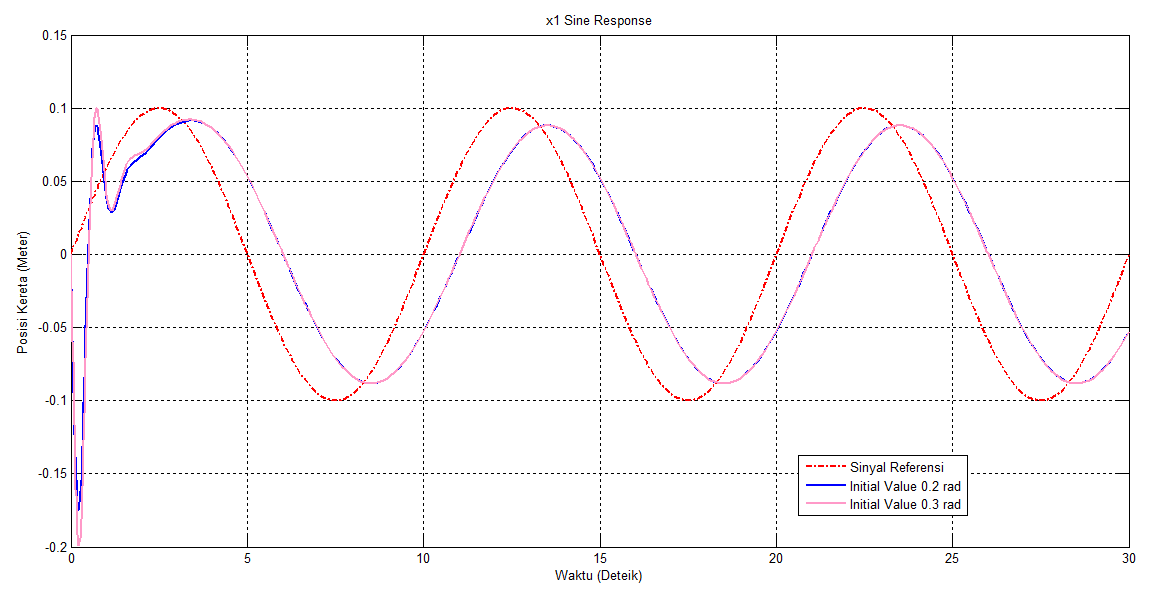 x1 Sine Response
0.15
0.1
0.05
0
-0.05
-0.1
-0.15
-0.2
Posisi Kereta (Meter)
0
5
10
15
20
25
30
Waktu (Deteik)
Sinyal Referensi
Initial Value 0.2 rad
Initial Value 0.3 rad